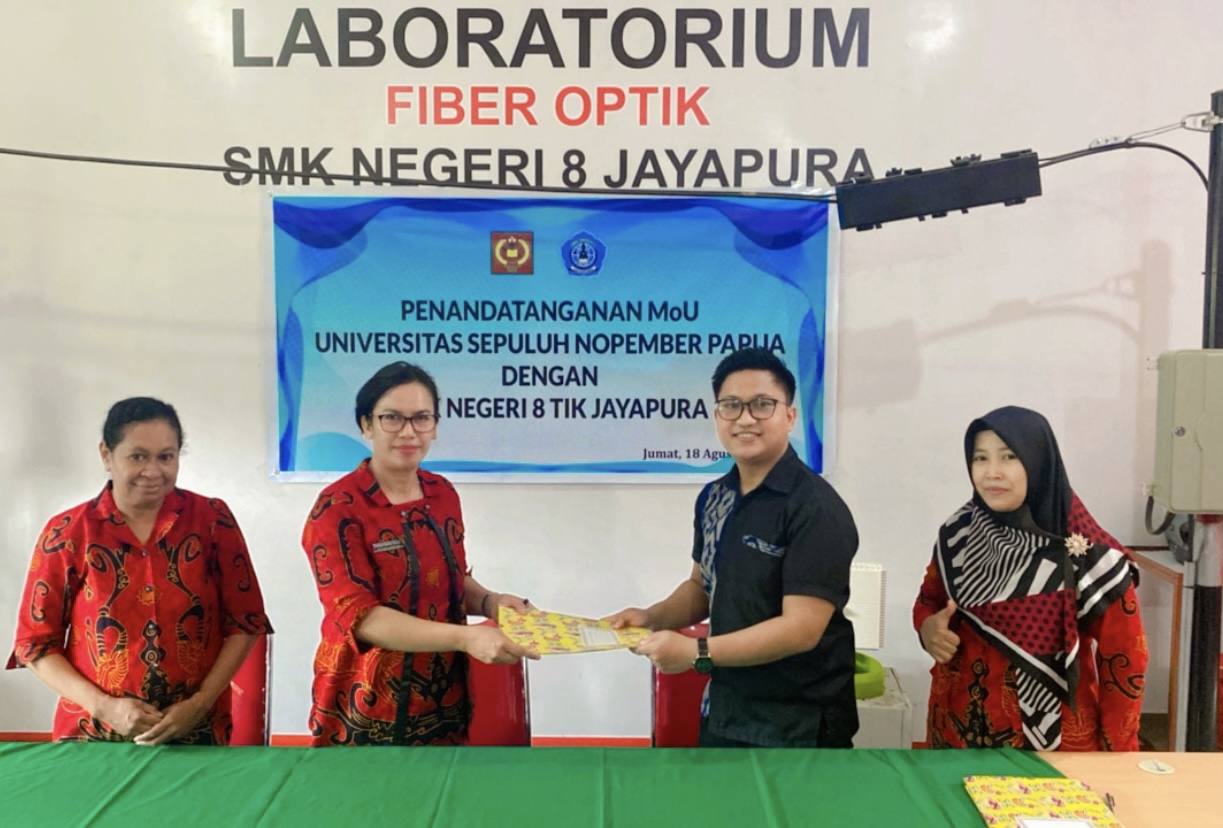 LABORATORIUM
FIBER OPTIK
SMK NEGERI 8 JAYAPURA
PENANDATANGANAN MoU
UNIVERSITAS SEPULUH NOPEMBER PAPUA
DENGAN
NEGERI 8 TIK JAYAPURA
Jumat, 18